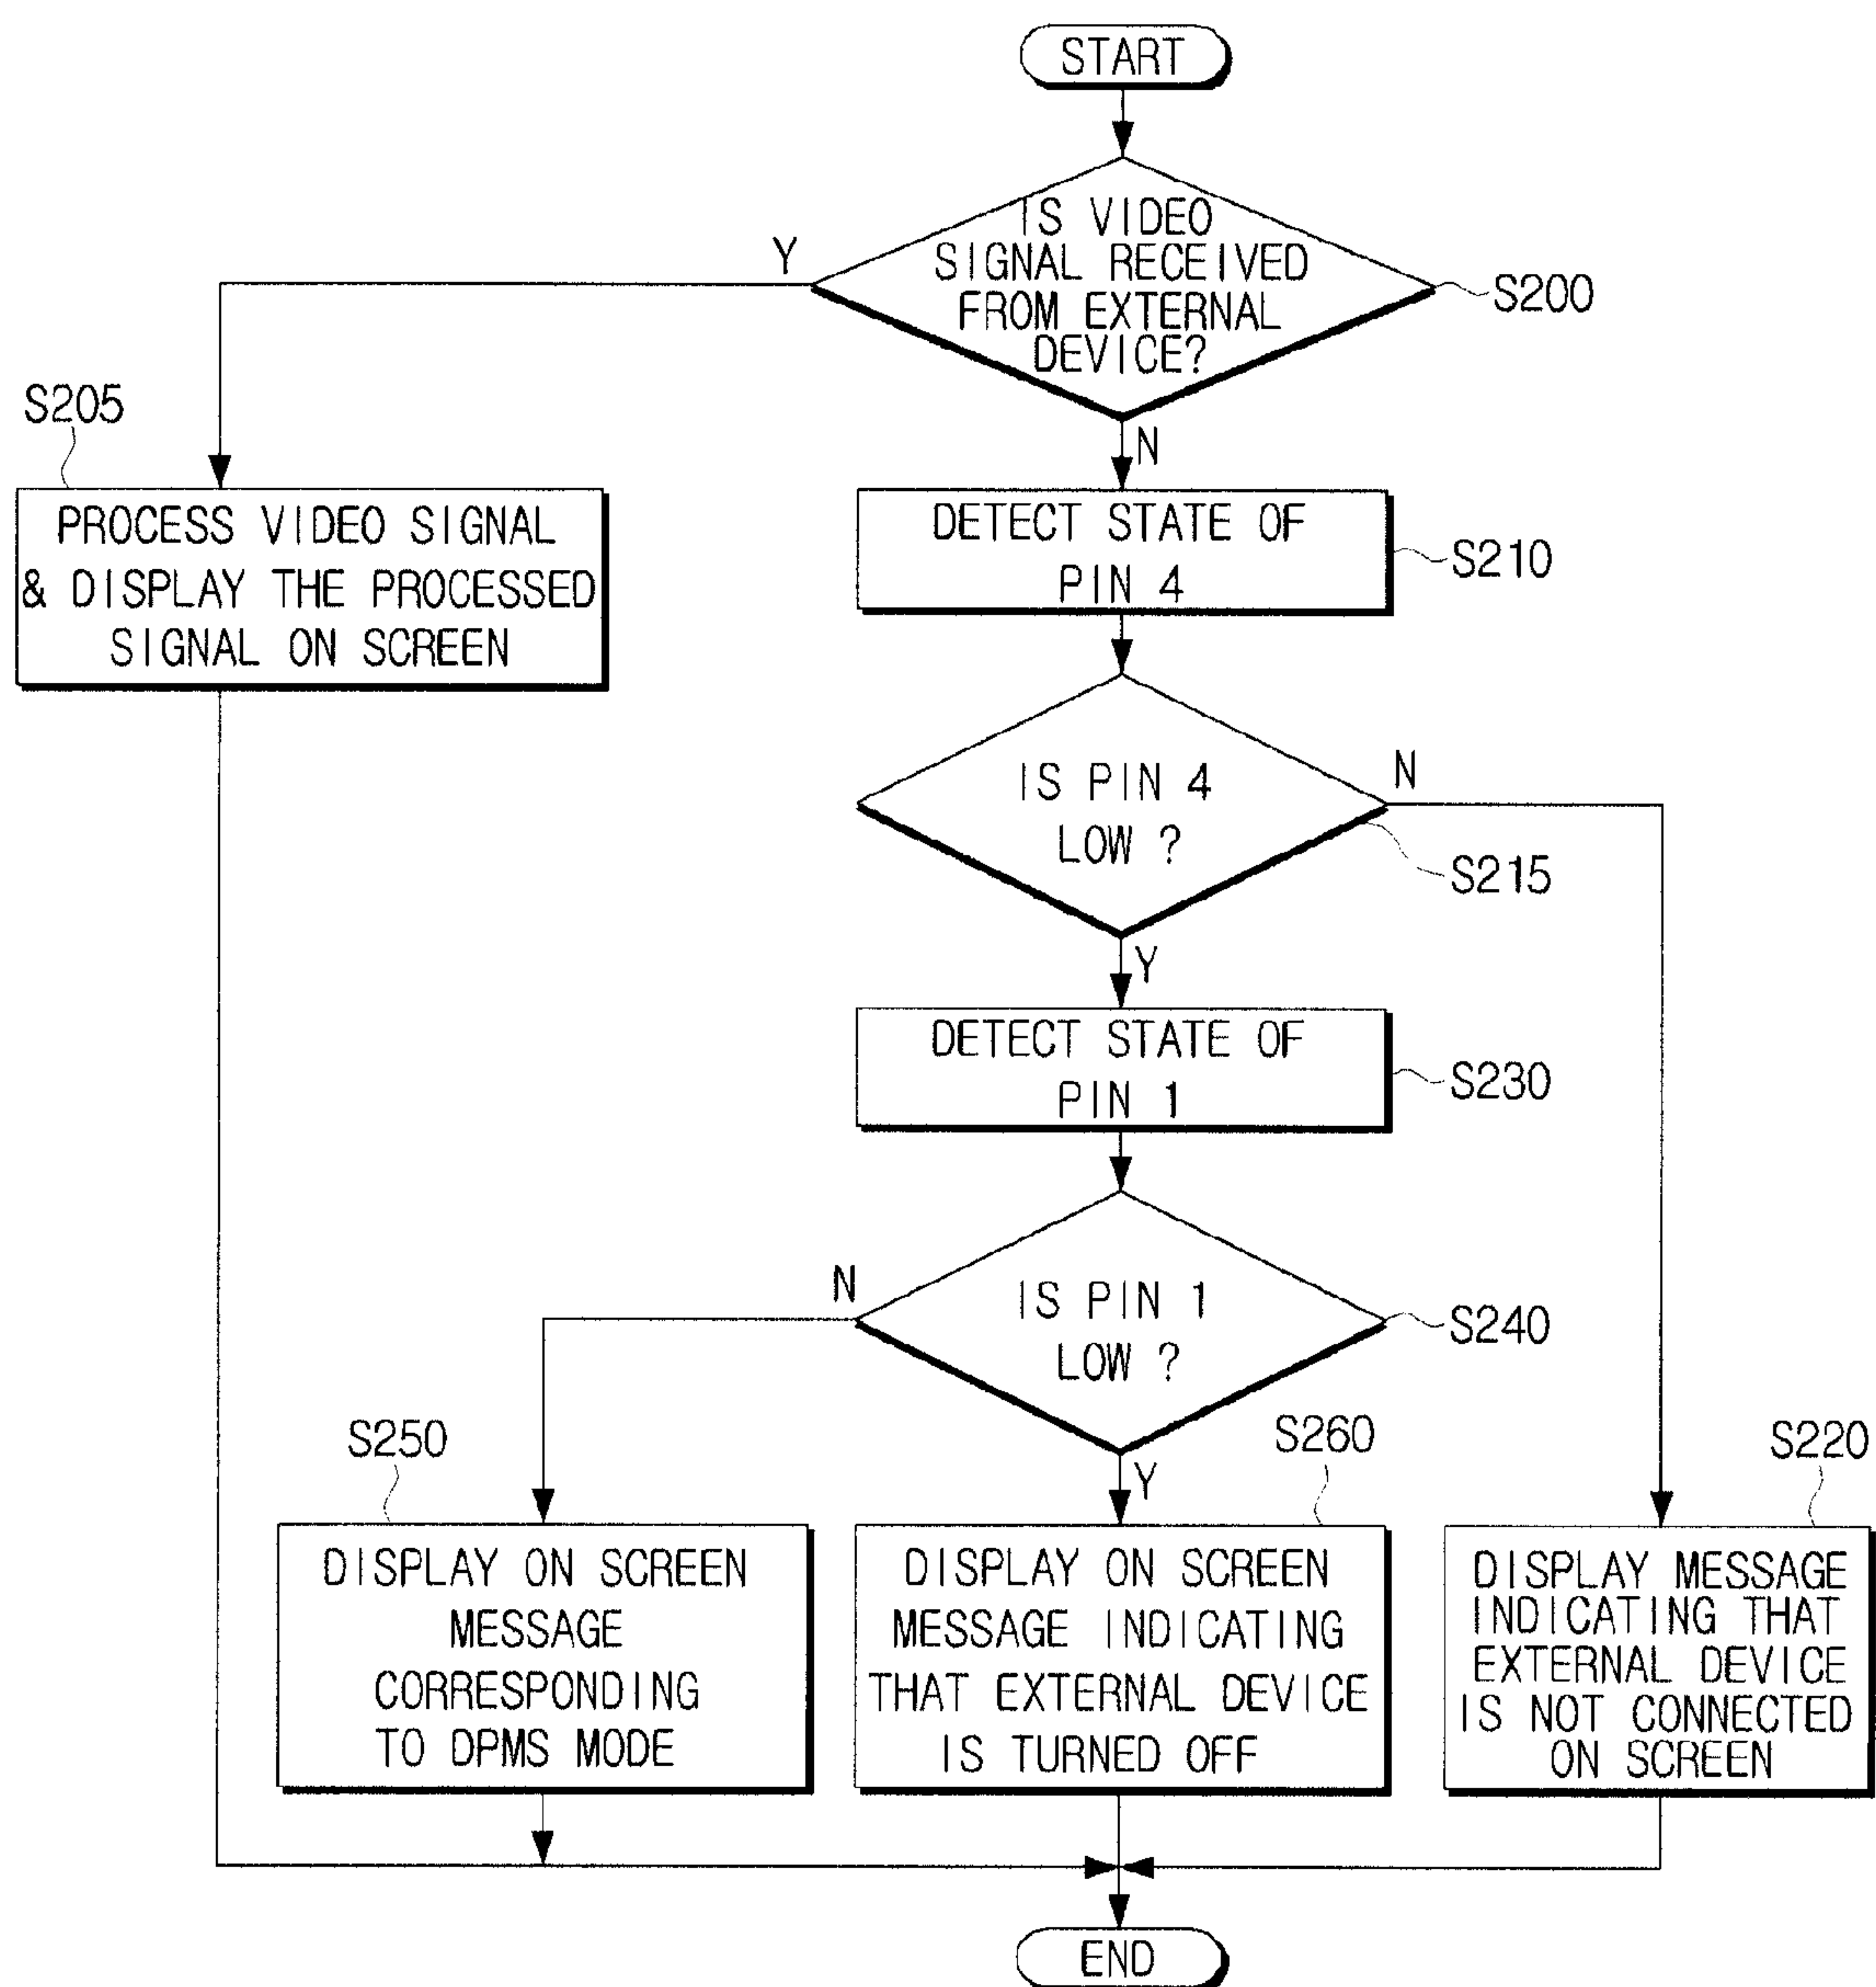 START
IS VIDEO
SIGNAL RECEIVED
FROM EXTERNAL
DEVICE?
Y
S200
N
S205
PROCESS VIDEO SIGNAL
& DISPLAY THE PROCESSED
SIGNAL ON SCREEN
DETECT STATE OF
PIN 4
S210
IS PIN 4
LOW ?
N
S215
Y
DETECT STATE OF
PIN 1
S230
IS PIN 1
LOW ?
N
S240
Y
S250
DISPLAY ON SCREEN
MESSAGE
CORRESPONDING
TO DPMS MODE
S260
DISPLAY ON SCREEN
MESSAGE INDICATING
THAT EXTERNAL DEVICE
IS TURNED OFF
S220
DISPLAY MESSAGE
INDICATING THAT
EXTERNAL DEVICE
IS NOT CONNECTED
ON SCREEN
END